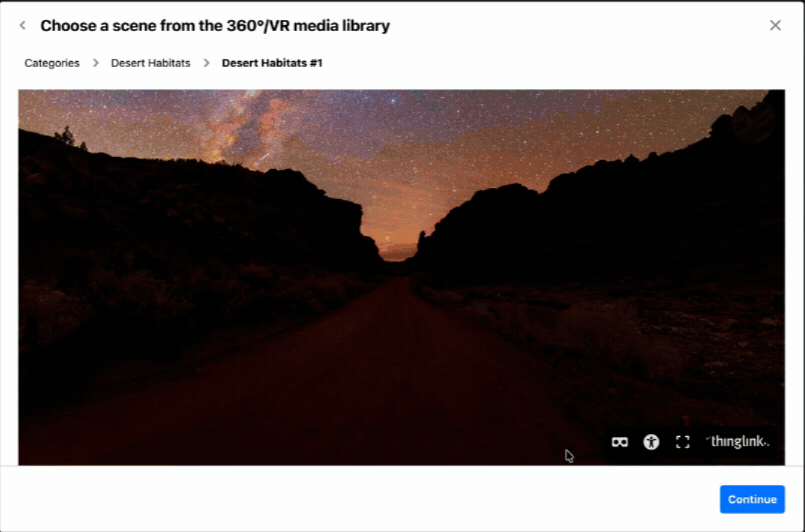 Choose a scene from the 360°/VR media library
Categories > Desert Habitats > Desert Habitats #1
thinglink..
Continue